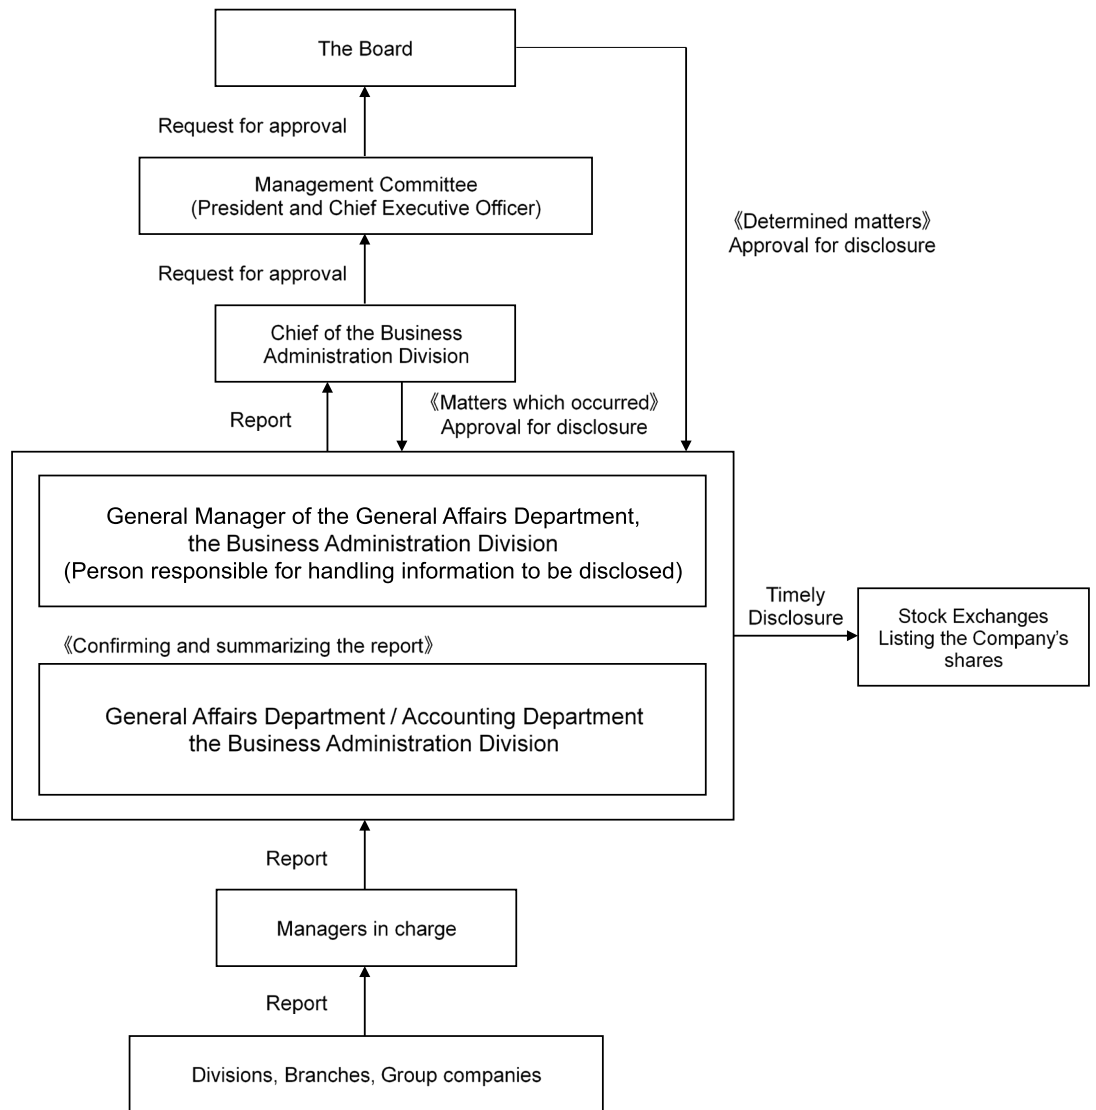 The Board
Request for approval
Management Committee
(President and Chief Executive Officer)
《Determined matters》
Approval for disclosure
Request for approval
Chief of the Business
Administration Division
Report
《Matters which occurred》
Approval for disclosure
General Manager of the General Affairs Department,
the Business Administration Division
(Person responsible for handling information to be disclosed)
Timely
Disclosure
Stock Exchanges
Listing the Company's
shares
《Confirming and summarizing the report》
General Affairs Department / Accounting Department
the Business Administration Division
Report
Managers in charge
Report
Divisions, Branches, Group companies